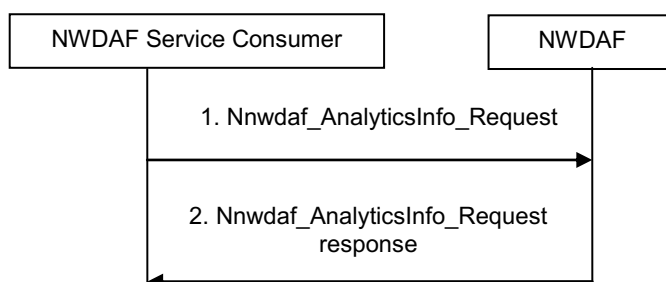 NWDAF Service Consumer
NWDAF
1. Nnwdaf_AnalyticsInfo_Request
2. Nnwdaf_AnalyticsInfo_Request
response